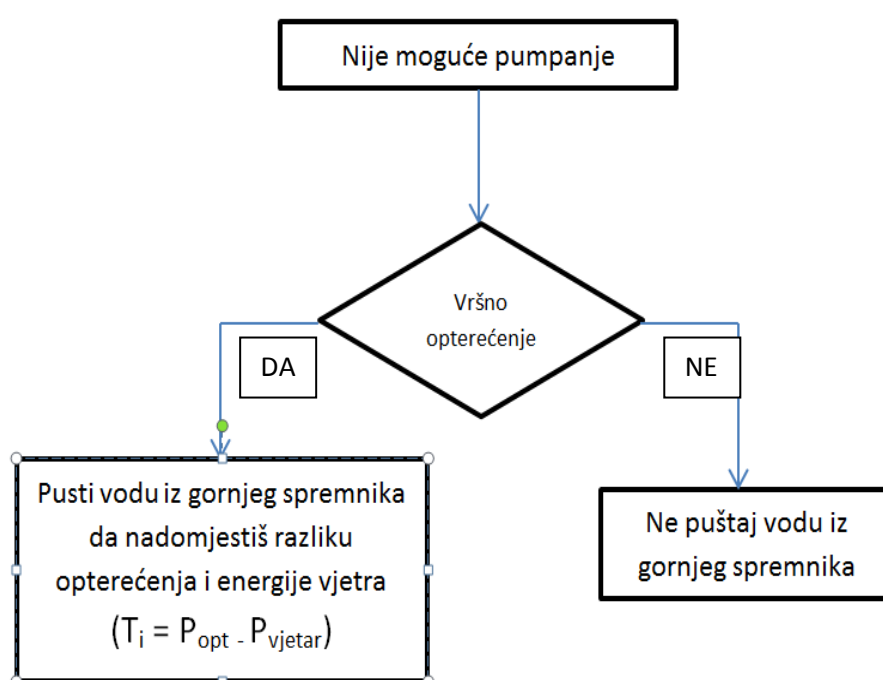 Nije moguće pumpanje
Vršno
opterećenje
DA
NE
Pusti vodu iz gornjeg spremnika
da nadomjestiš razliku
opterećenja i energije vjetra
(Ti = Popt - Pvjetar)
Ne puštaj vodu iz
gornjeg spremnika